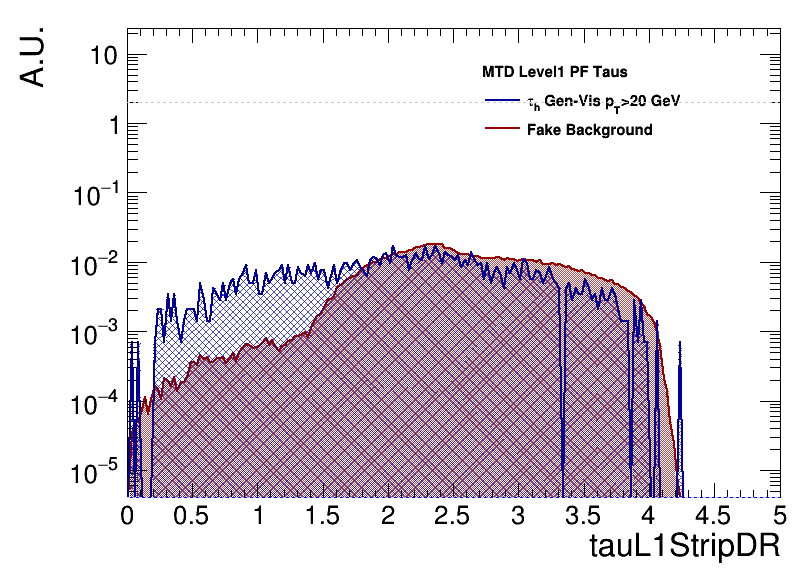 A.U.
MTD Level1 PF Taus
τh Gen-Vis pT>20 GeV
Fake Background
10
1
10−1
10−2
10−3
10−4
10−5
0 0.5 1 1.5 2 2.5 3 3.5 4 4.5 5
tauL1StripDR